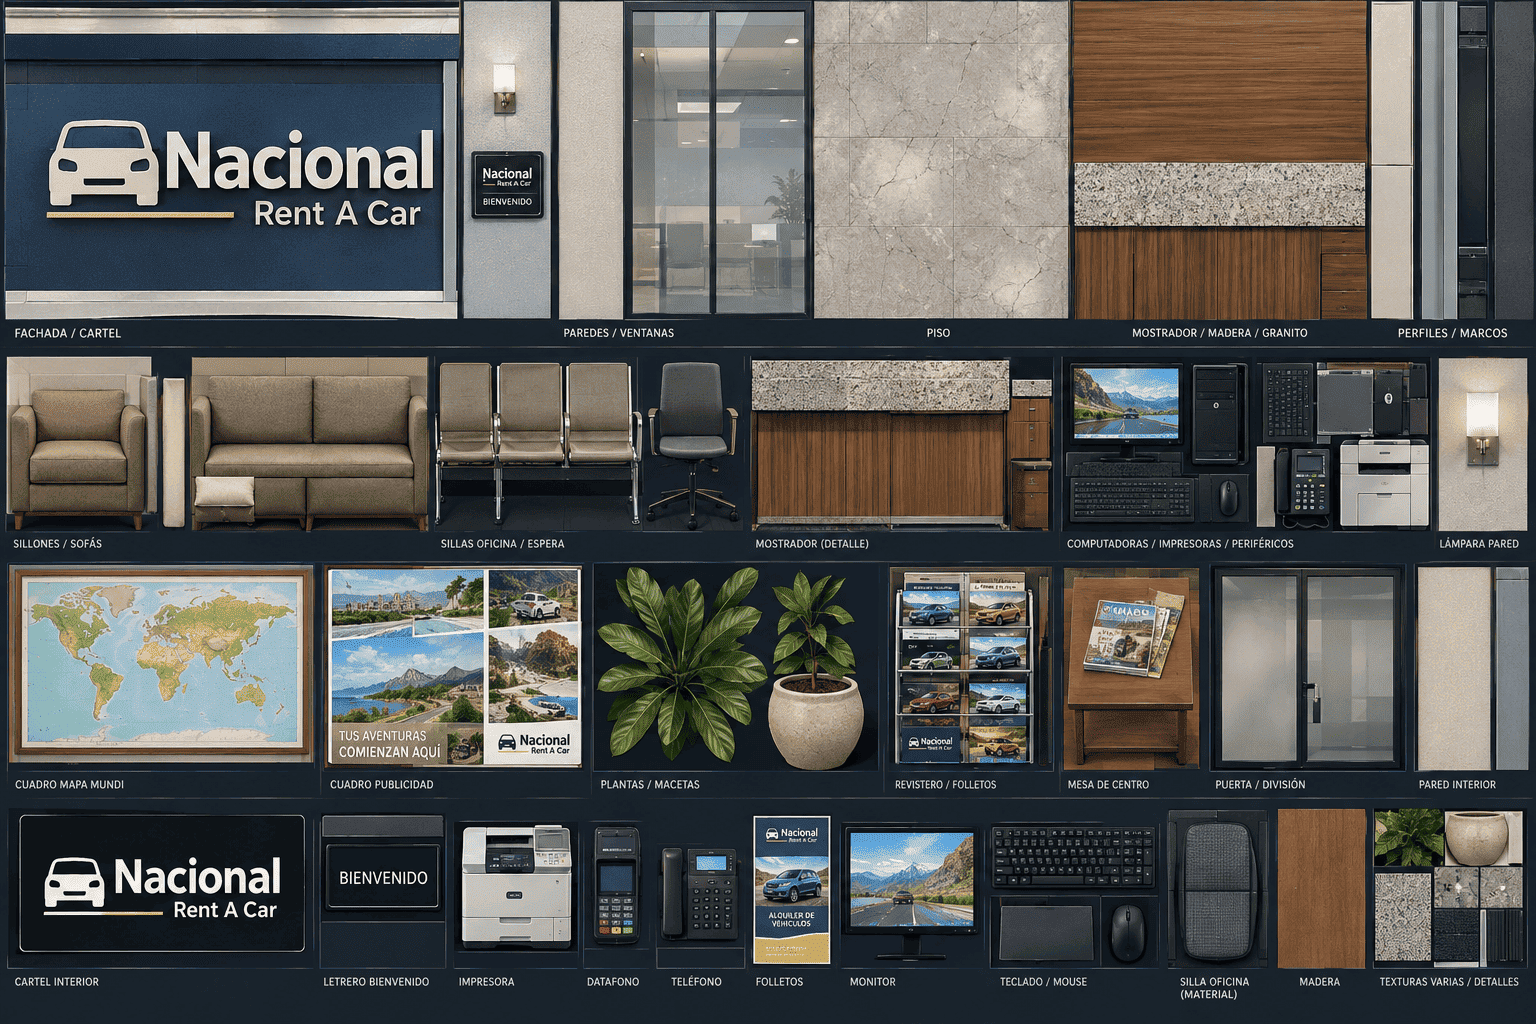 Nacional
Rent A Car
Nacional
Rent A Car
BIENVENIDO
FACHADA / CARTEL
PAREDES / VENTANAS
PISO
MOSTRADOR / MADERA / GRANITO
PERFILES / MARCOS
SILLONES / SOFÁS
SILLAS OFICINA / ESPERA
MOSTRADOR (DETALLE)
COMPUTADORAS / IMPRESORAS / PERIFÉRICOS
LÁMPARA PARED
TUS AVENTURAS
COMIENZAN AQUÍ
Nacional
Rent A Car
Nacional
Rent A Car
CUADRO MAPA MUNDI
CUADRO PUBLICIDAD
PLANTAS / MACETAS
REVISTERO / FOLLETOS
MESA DE CENTRO
PUERTA / DIVISIÓN
PARED INTERIOR
Nacional
Rent A Car
BIENVENIDO
Nacional
Rent A Car
ALQUILER DE
VEHICULOS
CARTEL INTERIOR
LETRERO BIENVENIDO
IMPRESORA
DATAFONO
TELÉFONO
FOLLETOS
MONITOR
TECLADO / MOUSE
SILLA OFICINA
(MATERIAL)
MADERA
TEXTURAS VARIAS / DETALLES